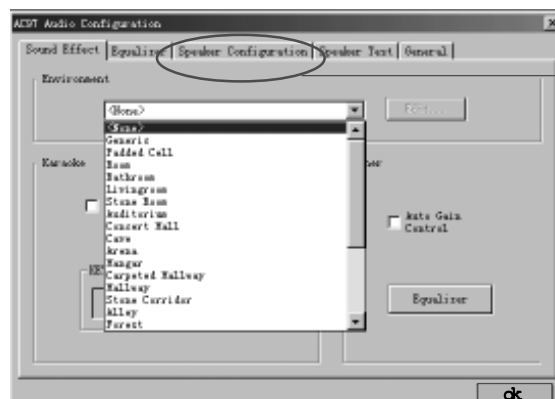 AC97 Audio Configuration
Sound Effect Equalizer Speaker Configuration Speaker Test General
Environment
<None>
Edit...
<None>
Generic
Padded Cell
Room
Bathroom
Livingroom
Stone Room
Auditorium
Concert Hall
Cave
Arena
Hangar
Carpeted Hallway
Hallway
Stone Corridor
Alley
Forest
Karaoke
KEY
Auto Gain
Control
Equalizer
ok